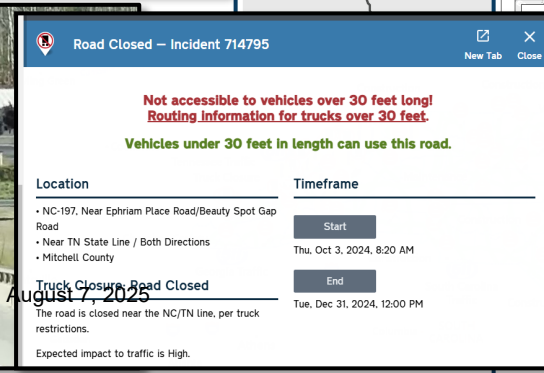 Road Closed – Incident 714795
New Tab
Close
Not accessible to vehicles over 30 feet long!
Routing information for trucks over 30 feet.
Vehicles under 30 feet in length can use this road.
Location
• NC-197, Near Ephriam Place Road/Beauty Spot Gap
Road
• Near TN State Line / Both Directions
• Mitchell County
Truck Closure: Road Closed
August 7, 2025
The road is closed near the NC/TN line, per truck
restrictions.
Expected impact to traffic is High.
Timeframe
Start
Thu, Oct 3, 2024, 8:20 AM
End
Tue, Dec 31, 2024, 12:00 PM